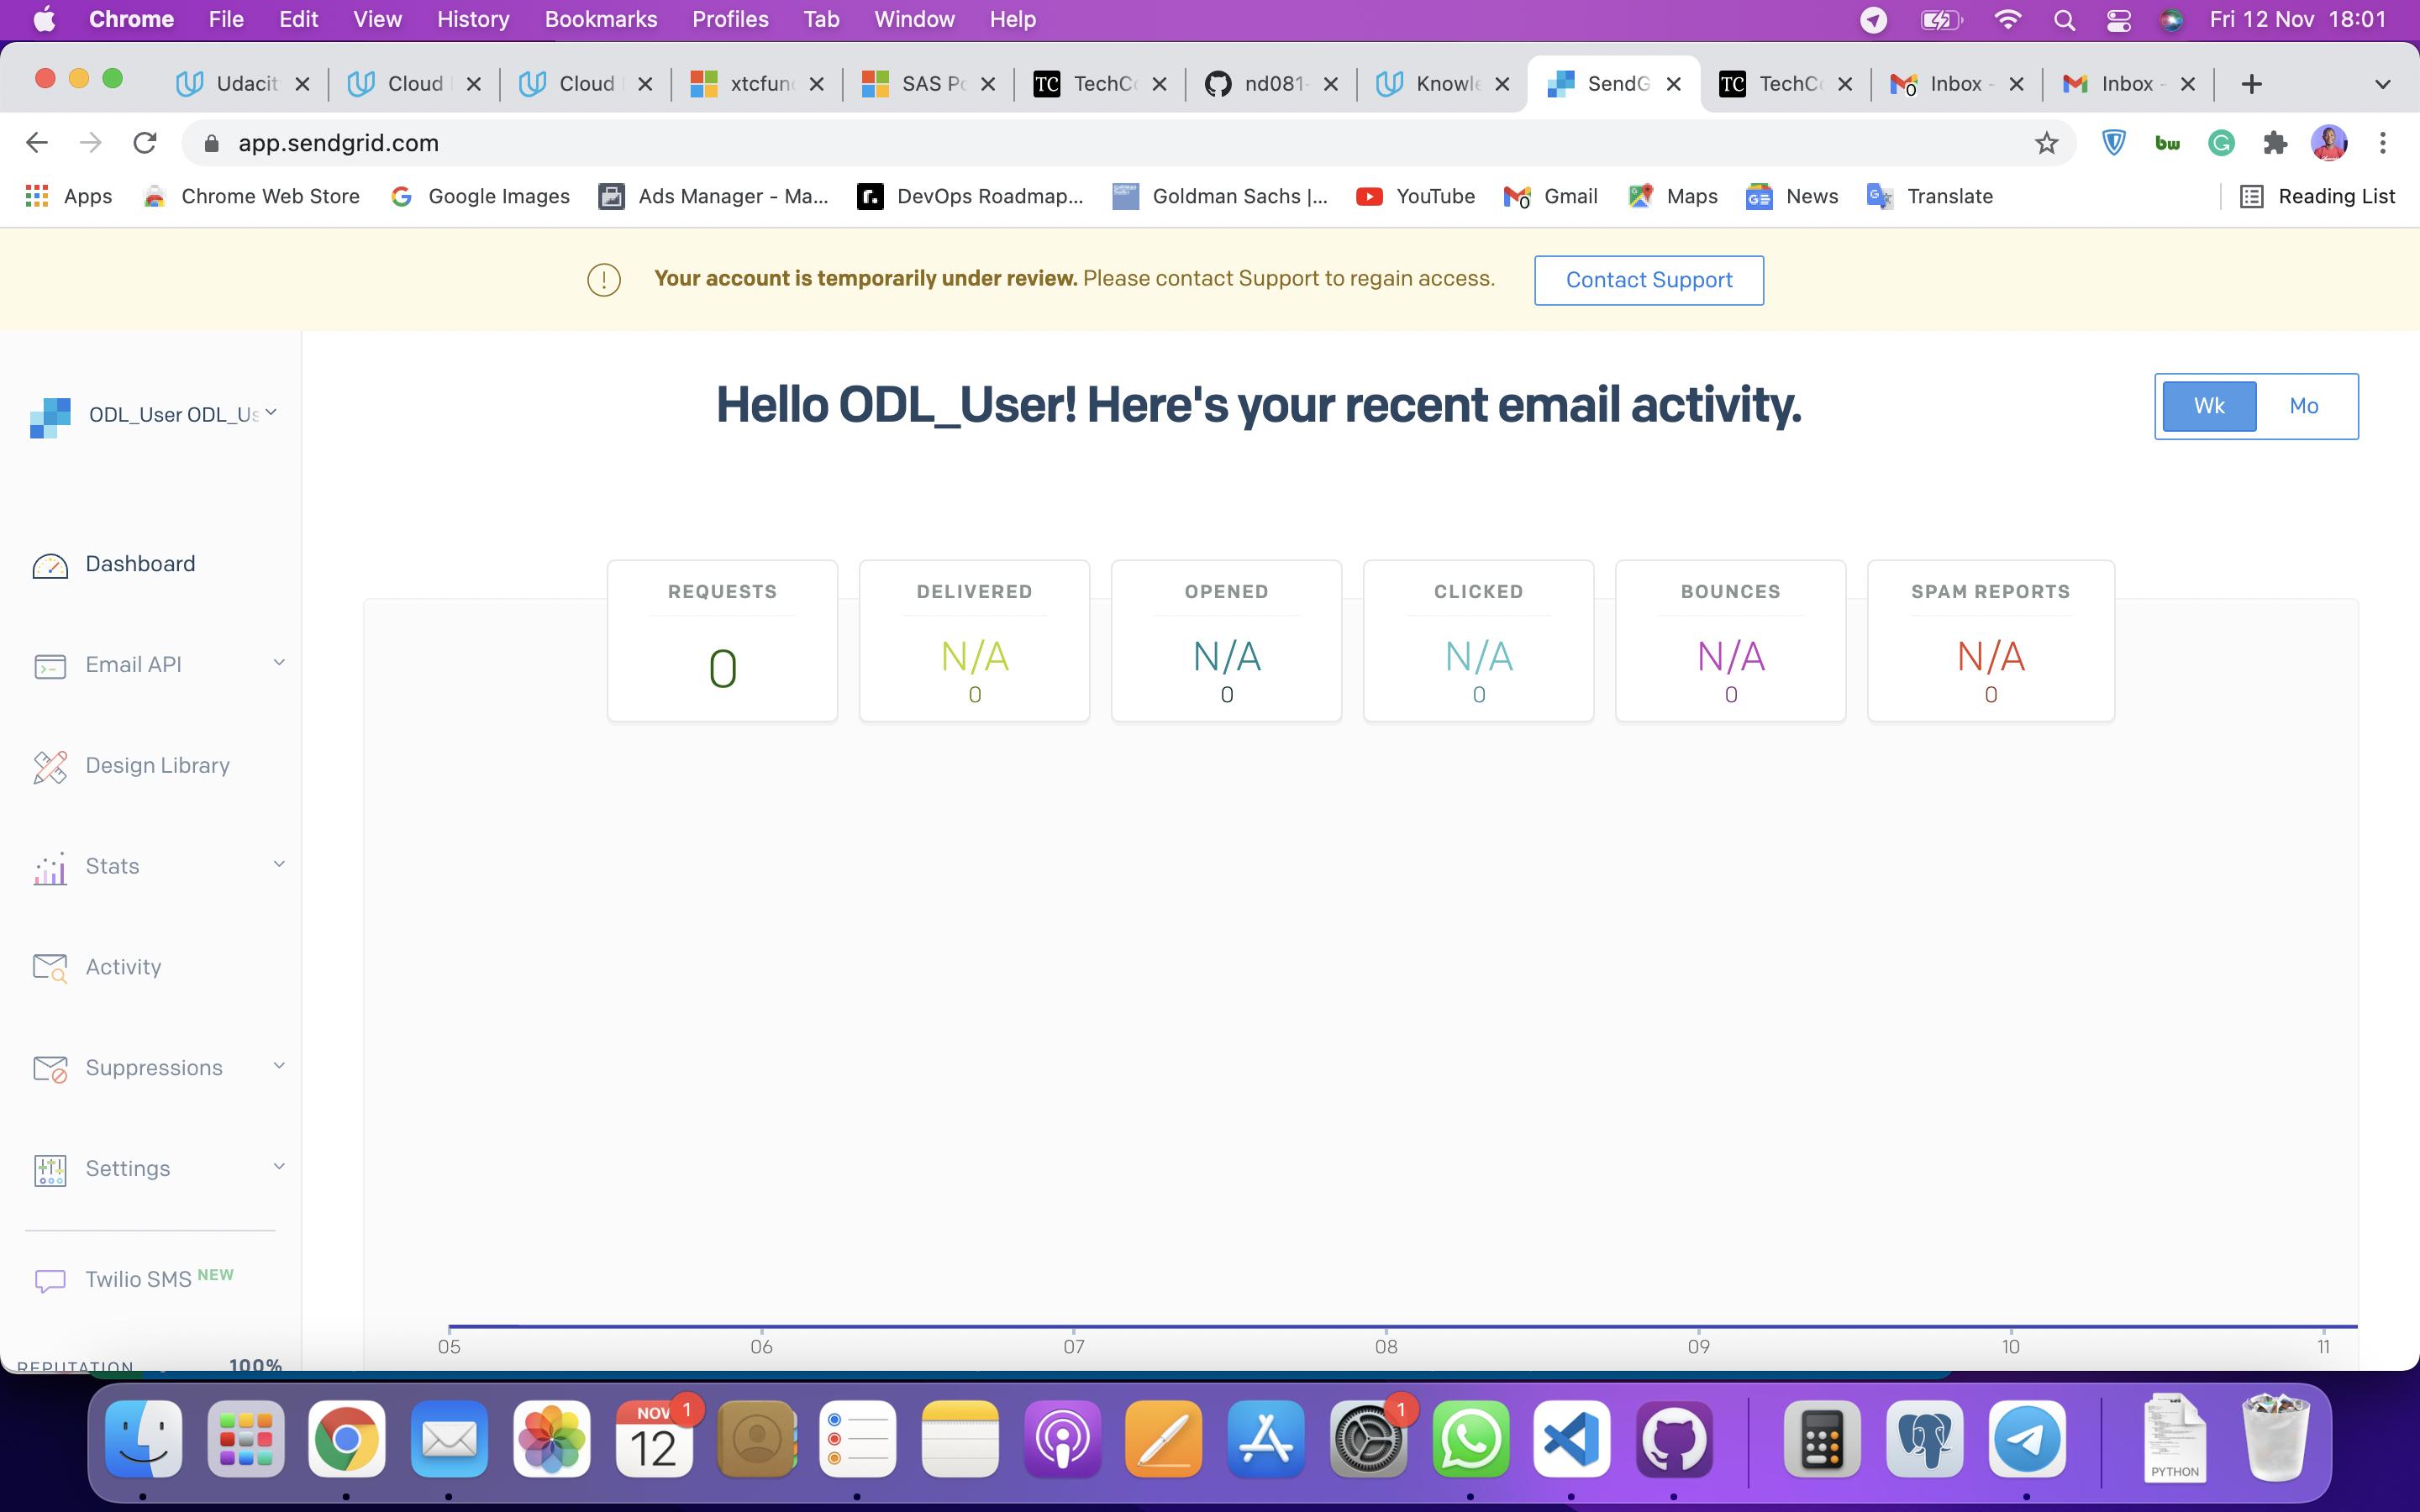 Chrome File Edit View History Bookmarks Profiles Tab Window Help Fri 12 Nov 18:01
Udacit Cloud Cloud xtcfun SAS Po TechCo nd081- Knowle SendG TechCo Inbox - Inbox -
app.sendgrid.com
Apps Chrome Web Store Google Images Ads Manager - Ma... DevOps Roadmap... Goldman Sachs |... YouTube Gmail Maps News Translate Reading List
Your account is temporarily under review. Please contact Support to regain access. Contact Support
ODL_User ODL_Us
Hello ODL_User! Here's your recent email activity.
Wk Mo
Dashboard
Email API
Design Library
Stats
Activity
Suppressions
Settings
Twilio SMS NEW
REPUTATION 100%
REQUESTS DELIVERED OPENED CLICKED BOUNCES SPAM REPORTS
0 N/A N/A N/A N/A N/A
0 0 0 0 0
05 06 07 08 09 10 11
NOV 1 1
12
PYTHON